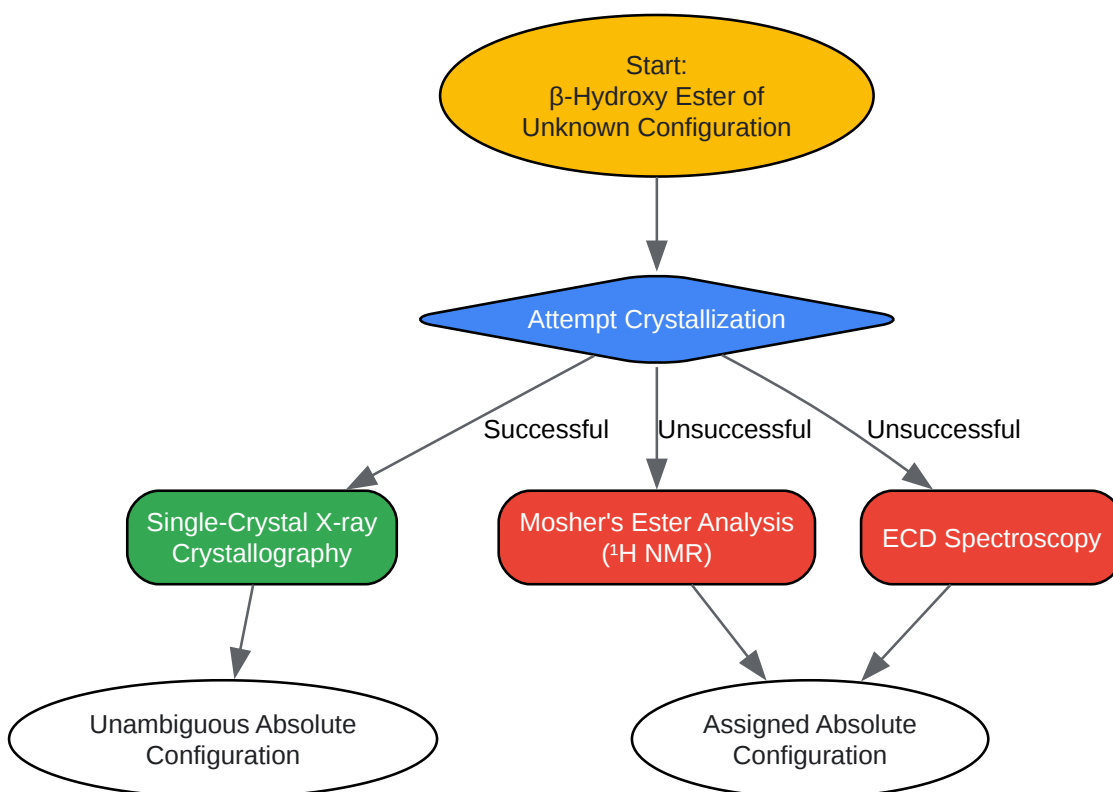 Start:
β-Hydroxy Ester of
Unknown Configuration
Attempt Crystallization
Successful
Unsuccessful
Unsuccessful
Single-Crystal X-ray
Crystallography
Mosher's Ester Analysis
(¹H NMR)
ECD Spectroscopy
Unambiguous Absolute
Configuration
Assigned Absolute
Configuration